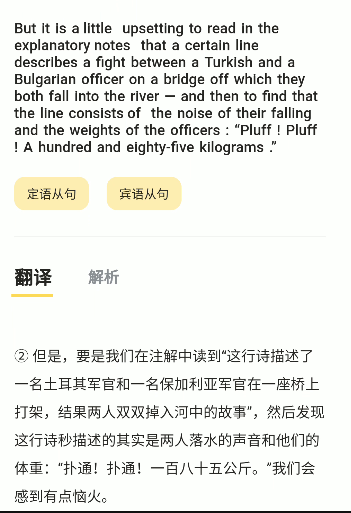 But it is a little upsetting to read in the
explanatory notes that a certain line
describes a fight between a Turkish and a
Bulgarian officer on a bridge off which they
both fall into the river — and then to find that
the line consists of the noise of their falling
and the weights of the officers : “Pluff ! Pluff
! A hundred and eighty-five kilograms .”
定语从句 宾语从句
翻译 解析
② 但是，要是我们在注解中读到“这行诗描述了
一名土耳其军官和一名保加利亚军官在一座桥上
打架，结果两人双双掉入河中的故事”，然后发现
这行诗秒描述的其实是两人落水的声音和他们的
体重：“扑通！扑通！一百八十五公斤。”我们会
感到有点恼火。